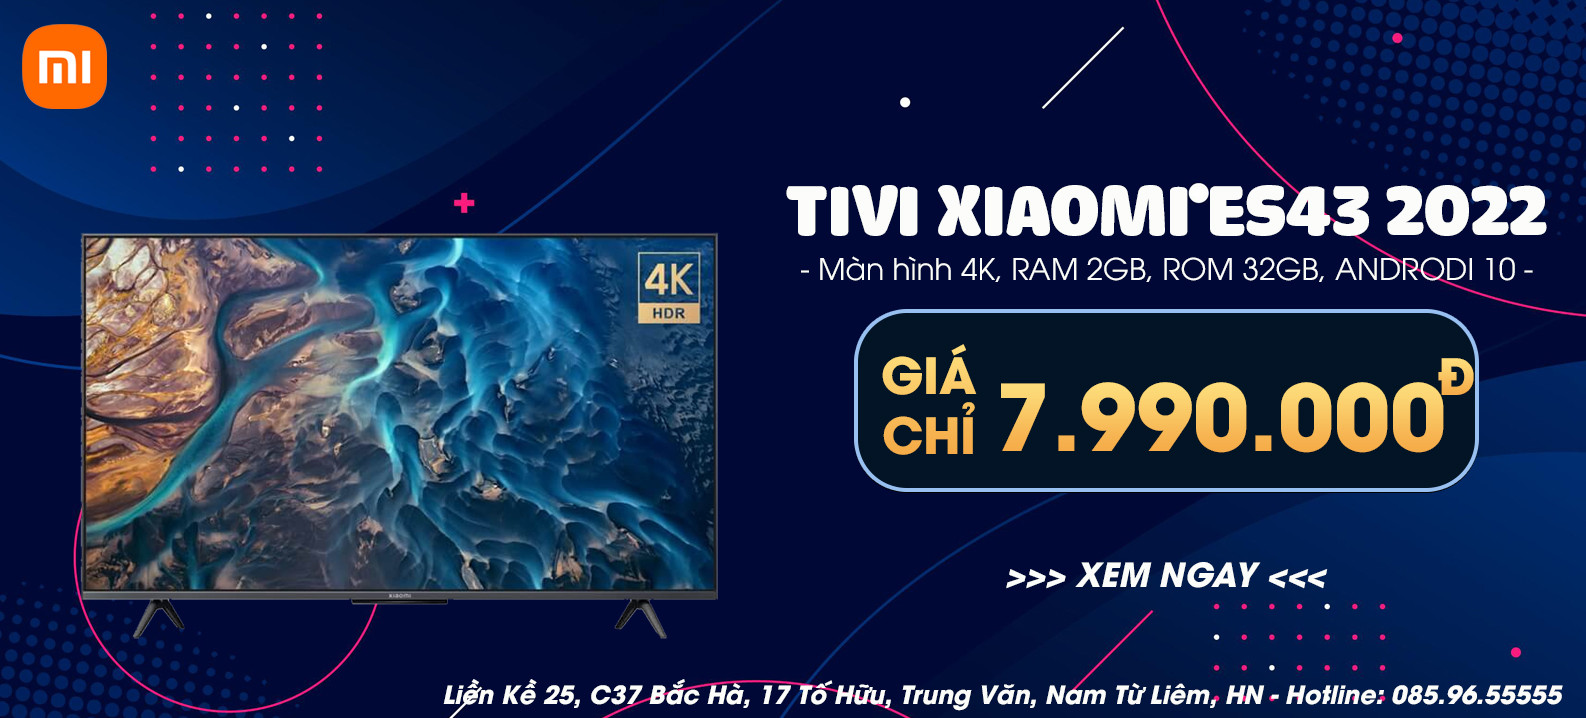 mi
TIVI XIAOMI ES43 2022
- Màn hình 4K, RAM 2GB, ROM 32GB, ANDRODI 10 -
4K
HDR
GIÁ
CHỈ
7.990.000Đ
xiaomi
>>> XEM NGAY <<<
Liền Kề 25, C37 Bắc Hà, 17 Tố Hữu, Trung Văn, Nam Từ Liêm, HN - Hotline: 085.96.55555